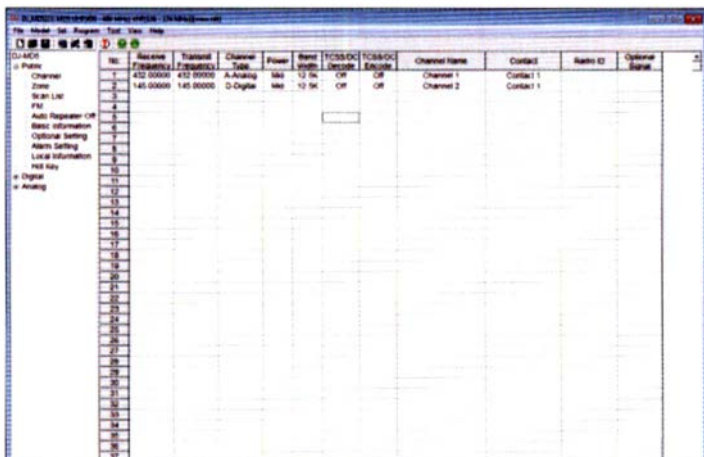 File Model Set Program Tool View Help
DJ-MD5
Public
Channel
Zone
Scan List
FM
Auto Repeater Off
Basic Information
Optional Setting
Alarm Setting
Local Information
Hot Key
Digital
Analog
No. Receive Frequency Transmit Frequency Channel Type Power Band Width TCSS/DC Decode TCSS/DC Encode Channel Name Contact Radio ID Optional Signal
1 432.00000 432.00000 A-Analog Mid 12.5K Off Off Channel 1 Contact 1
2 145.00000 145.00000 D-Digital Mid 12.5K Off Off Channel 2 Contact 1
3
4
5
6
7
8
9
10
11
12
13
14
15
16
17
18
19
20
21
22
23
24
25
26
27
28
29
30
31
32
33
34
35
36
37